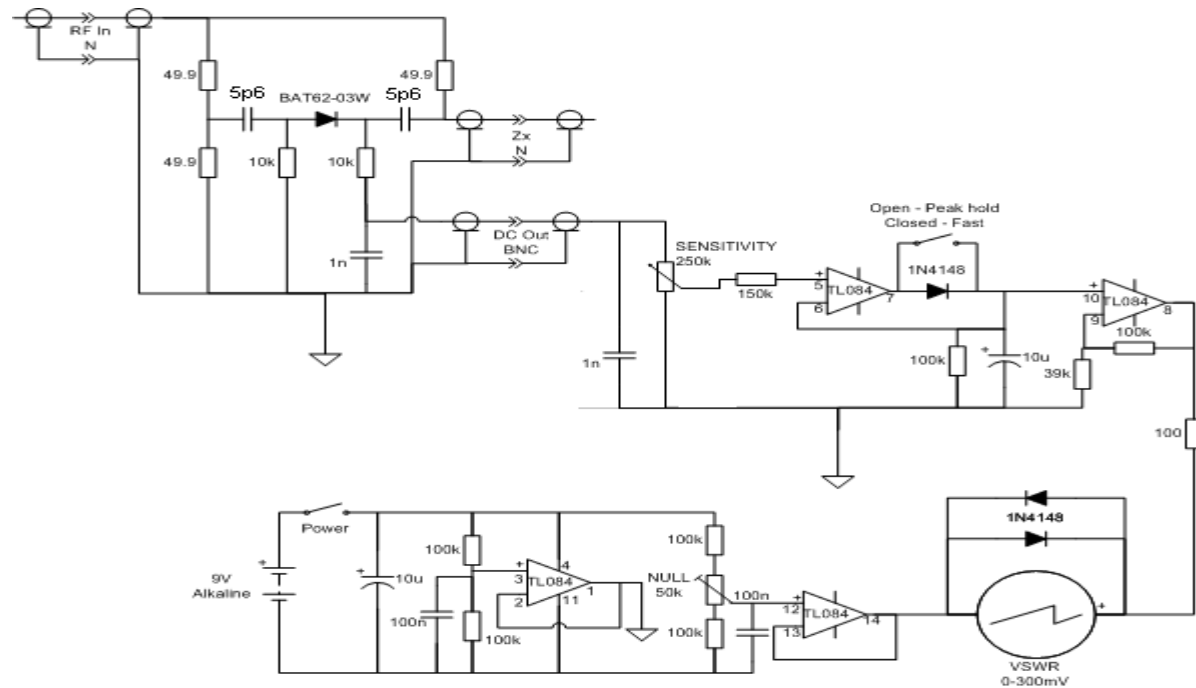 RF In
N
49.9
49.9
5p6
BAT62-03W
5p6
Zx
N
49.9
10k
10k
DC Out
BNC
1n
Open - Peak hold
Closed - Fast
SENSITIVITY
250k
1N4148
+
5
TL084
7
6
150k
+
10
TL084
8
9
100k
1n
100k
+
10u
39k
100
1N4148
Power
100k
100k
9V
Alkaline
+
+
10u
+
3
TL084
4
1
2
11
NULL
50k
100n
+
12
TL084
14
13
100n
100k
100k
+
VSWR
0-300mV